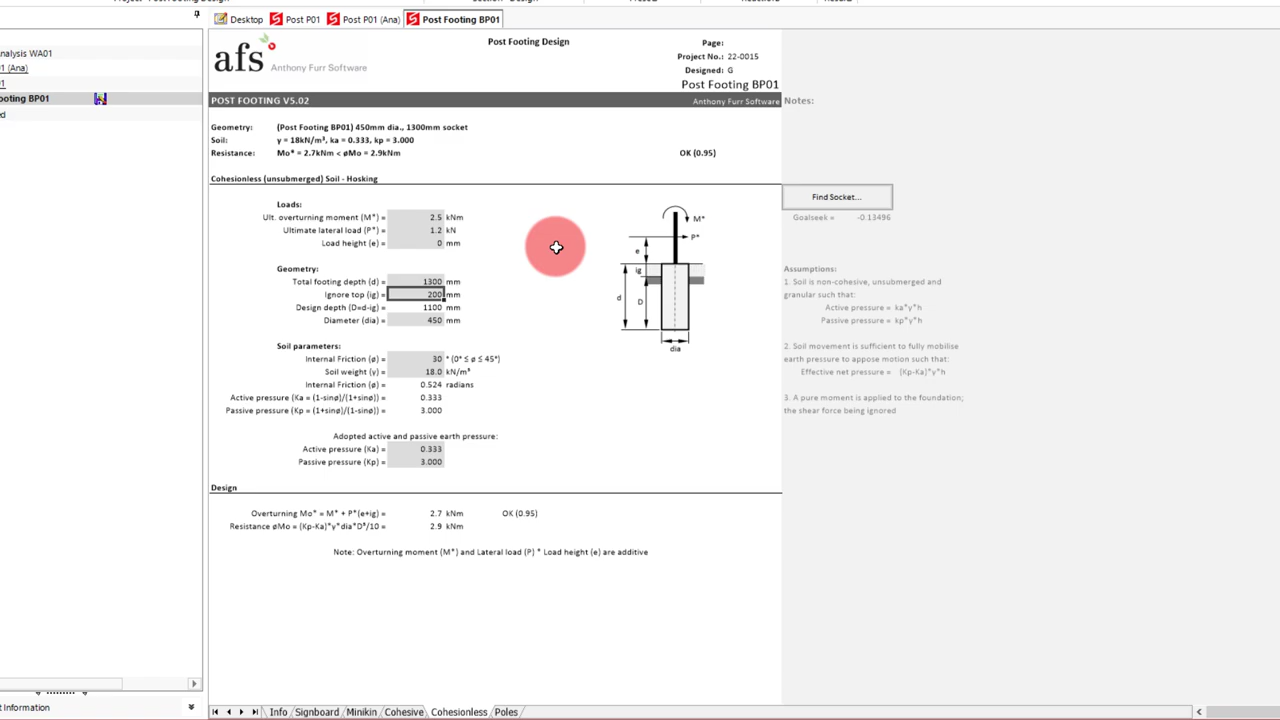 Desktop Post P01 Post P01 (Ana) Post Footing BP01
nalysis WA01
1 (Ana)
ooting BP01
t Information
afs
Anthony Furr Software
Post Footing Design
Page:
Project No.: 22-0015
Designed: G
Post Footing BP01
POST FOOTING V5.02 Anthony Furr Software Notes:
Geometry: (Post Footing BP01) 450mm dia., 1300mm socket
Soil: γ = 18kN/m³, ka = 0.333, kp = 3.000
Resistance: Mo* = 2.7kNm < øMo = 2.9kNm OK (0.95)
Cohesionless (unsubmerged) Soil - Hosking
Loads:
Ult. overturning moment (M*) = 2.5 kNm
Ultimate lateral load (P* = 1.2 kN
Load height (e) = 0 mm
Geometry:
Total footing depth (d) = 1300 mm
Ignore top (ig) = 200 mm
Design depth (D=d-ig) = 1100 mm
Diameter (dia) = 450 mm
Soil parameters:
Internal Friction (ø) = 30 ° (0° ≤ ø ≤ 45°)
Soil weight (γ) = 18.0 kN/m³
Internal Friction (ø) = 0.524 radians
Active pressure (Ka = (1-sinø)/(1+sinø) = 0.333
Passive pressure (Kp = (1+sinø)/(1-sinø) = 3.000
Adopted active and passive earth pressure:
Active pressure (Ka) = 0.333
Passive pressure (Kp) = 3.000
Design
Overturning Mo* = M* + P*(e+ig) = 2.7 kNm OK (0.95)
Resistance øMo = (Kp-Ka)*γ*dia*D³/10 = 2.9 kNm
Note: Overturning moment (M*) and Lateral load (P) * Load height (e) are additive
M*
P*
e
ig
d
D
dia
Find Socket...
Goalseek = -0.13496
Assumptions:
1. Soil is non-cohesive, unsubmerged and
granular such that:
Active pressure = ka*γ*h
Passive pressure = kp*γ*h
2. Soil movement is sufficient to fully mobilise
earth pressure to appose motion such that:
Effective net pressure = (Kp-Ka)*γ*h
3. A pure moment is applied to the foundation;
the shear force being ignored
Info Signboard Minikin Cohesive Cohesionless Poles